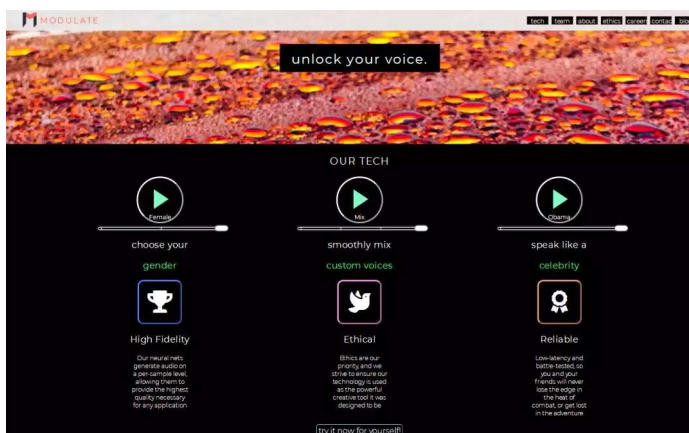 MODULATE
tech team about ethics career contac blo
unlock your voice.
OUR TECH
Female
Mix
Obama
choose your
gender
smoothly mix
custom voices
speak like a
celebrity
High Fidelity
Our neural nets
generate audio on
a per-sample level,
allowing them to
provide the highest
quality necessary
for any application
Ethical
Ethics are our
priority, and we
strive to ensure our
technology is used
as the powerful
creative tool it was
designed to be
Reliable
Low-latency and
battle-tested, so
you and your
friends will never
lose the edge in
the heat of
combat, or get lost
in the adventure
try it now for yourself!